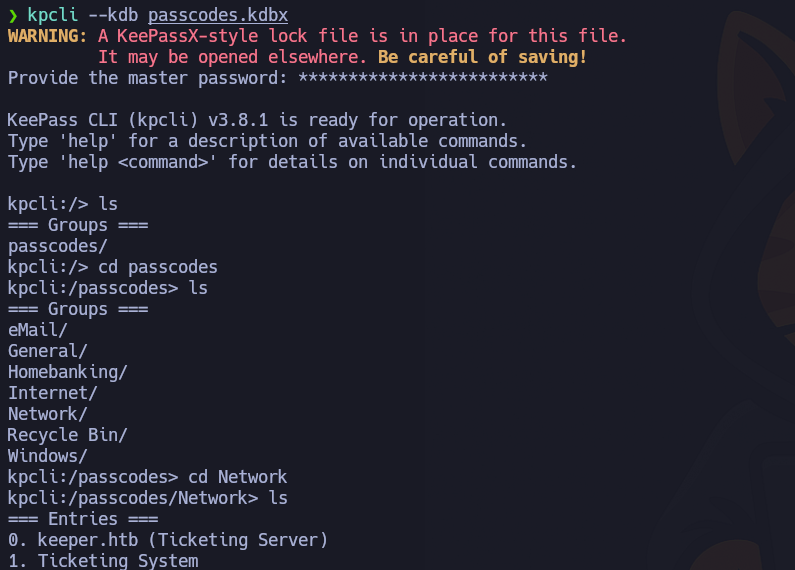 ❯ kpcli --kdb passcodes.kdbx
WARNING: A KeePassX-style lock file is in place for this file.
         It may be opened elsewhere. Be careful of saving!
Provide the master password: *************************

KeePass CLI (kpcli) v3.8.1 is ready for operation.
Type 'help' for a description of available commands.
Type 'help <command>' for details on individual commands.

kpcli:/> ls
=== Groups ===
passcodes/
kpcli:/> cd passcodes
kpcli:/passcodes> ls
=== Groups ===
eMail/
General/
Homebanking/
Internet/
Network/
Recycle Bin/
Windows/
kpcli:/passcodes> cd Network
kpcli:/passcodes/Network> ls
=== Entries ===
0. keeper.htb (Ticketing Server)
1. Ticketing System